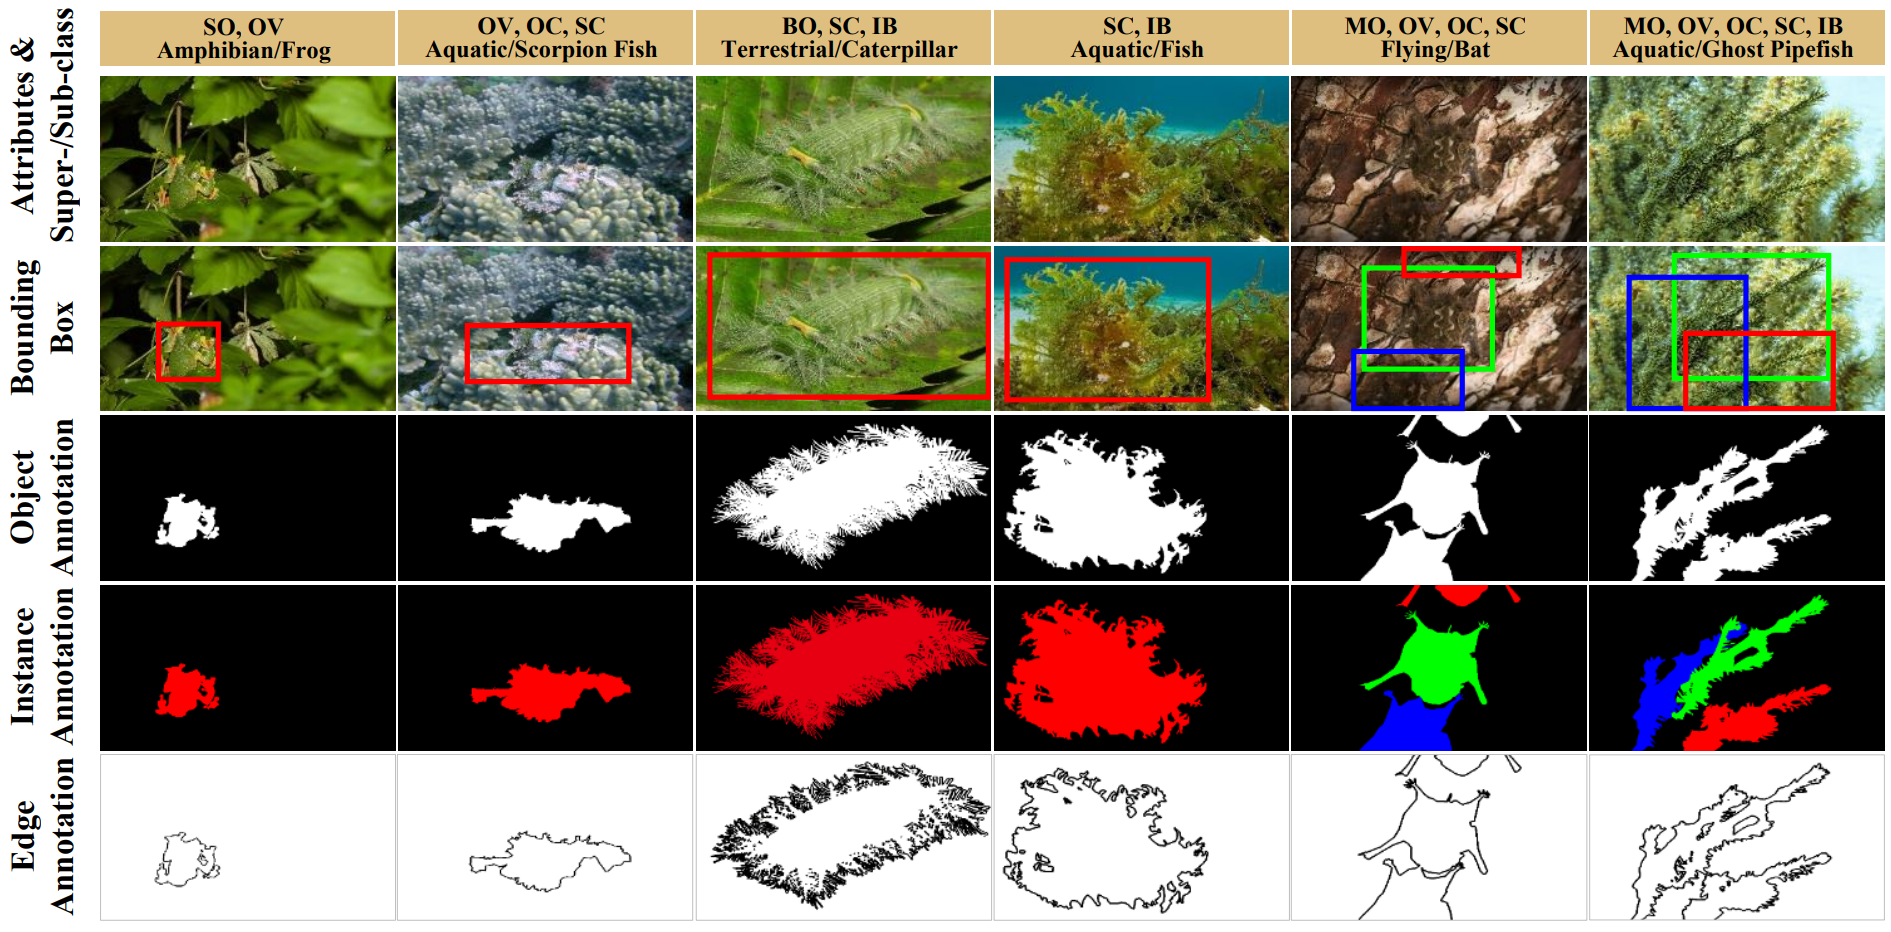 Attributes &
Super-/Sub-class
SO, OV
Amphibian/Frog
OV, OC, SC
Aquatic/Scorpion Fish
BO, SC, IB
Terrestrial/Caterpillar
SC, IB
Aquatic/Fish
MO, OV, OC, SC
Flying/Bat
MO, OV, OC, SC, IB
Aquatic/Ghost Pipefish
Bounding
Box
Object
Annotation
Instance
Annotation
Edge
Annotation